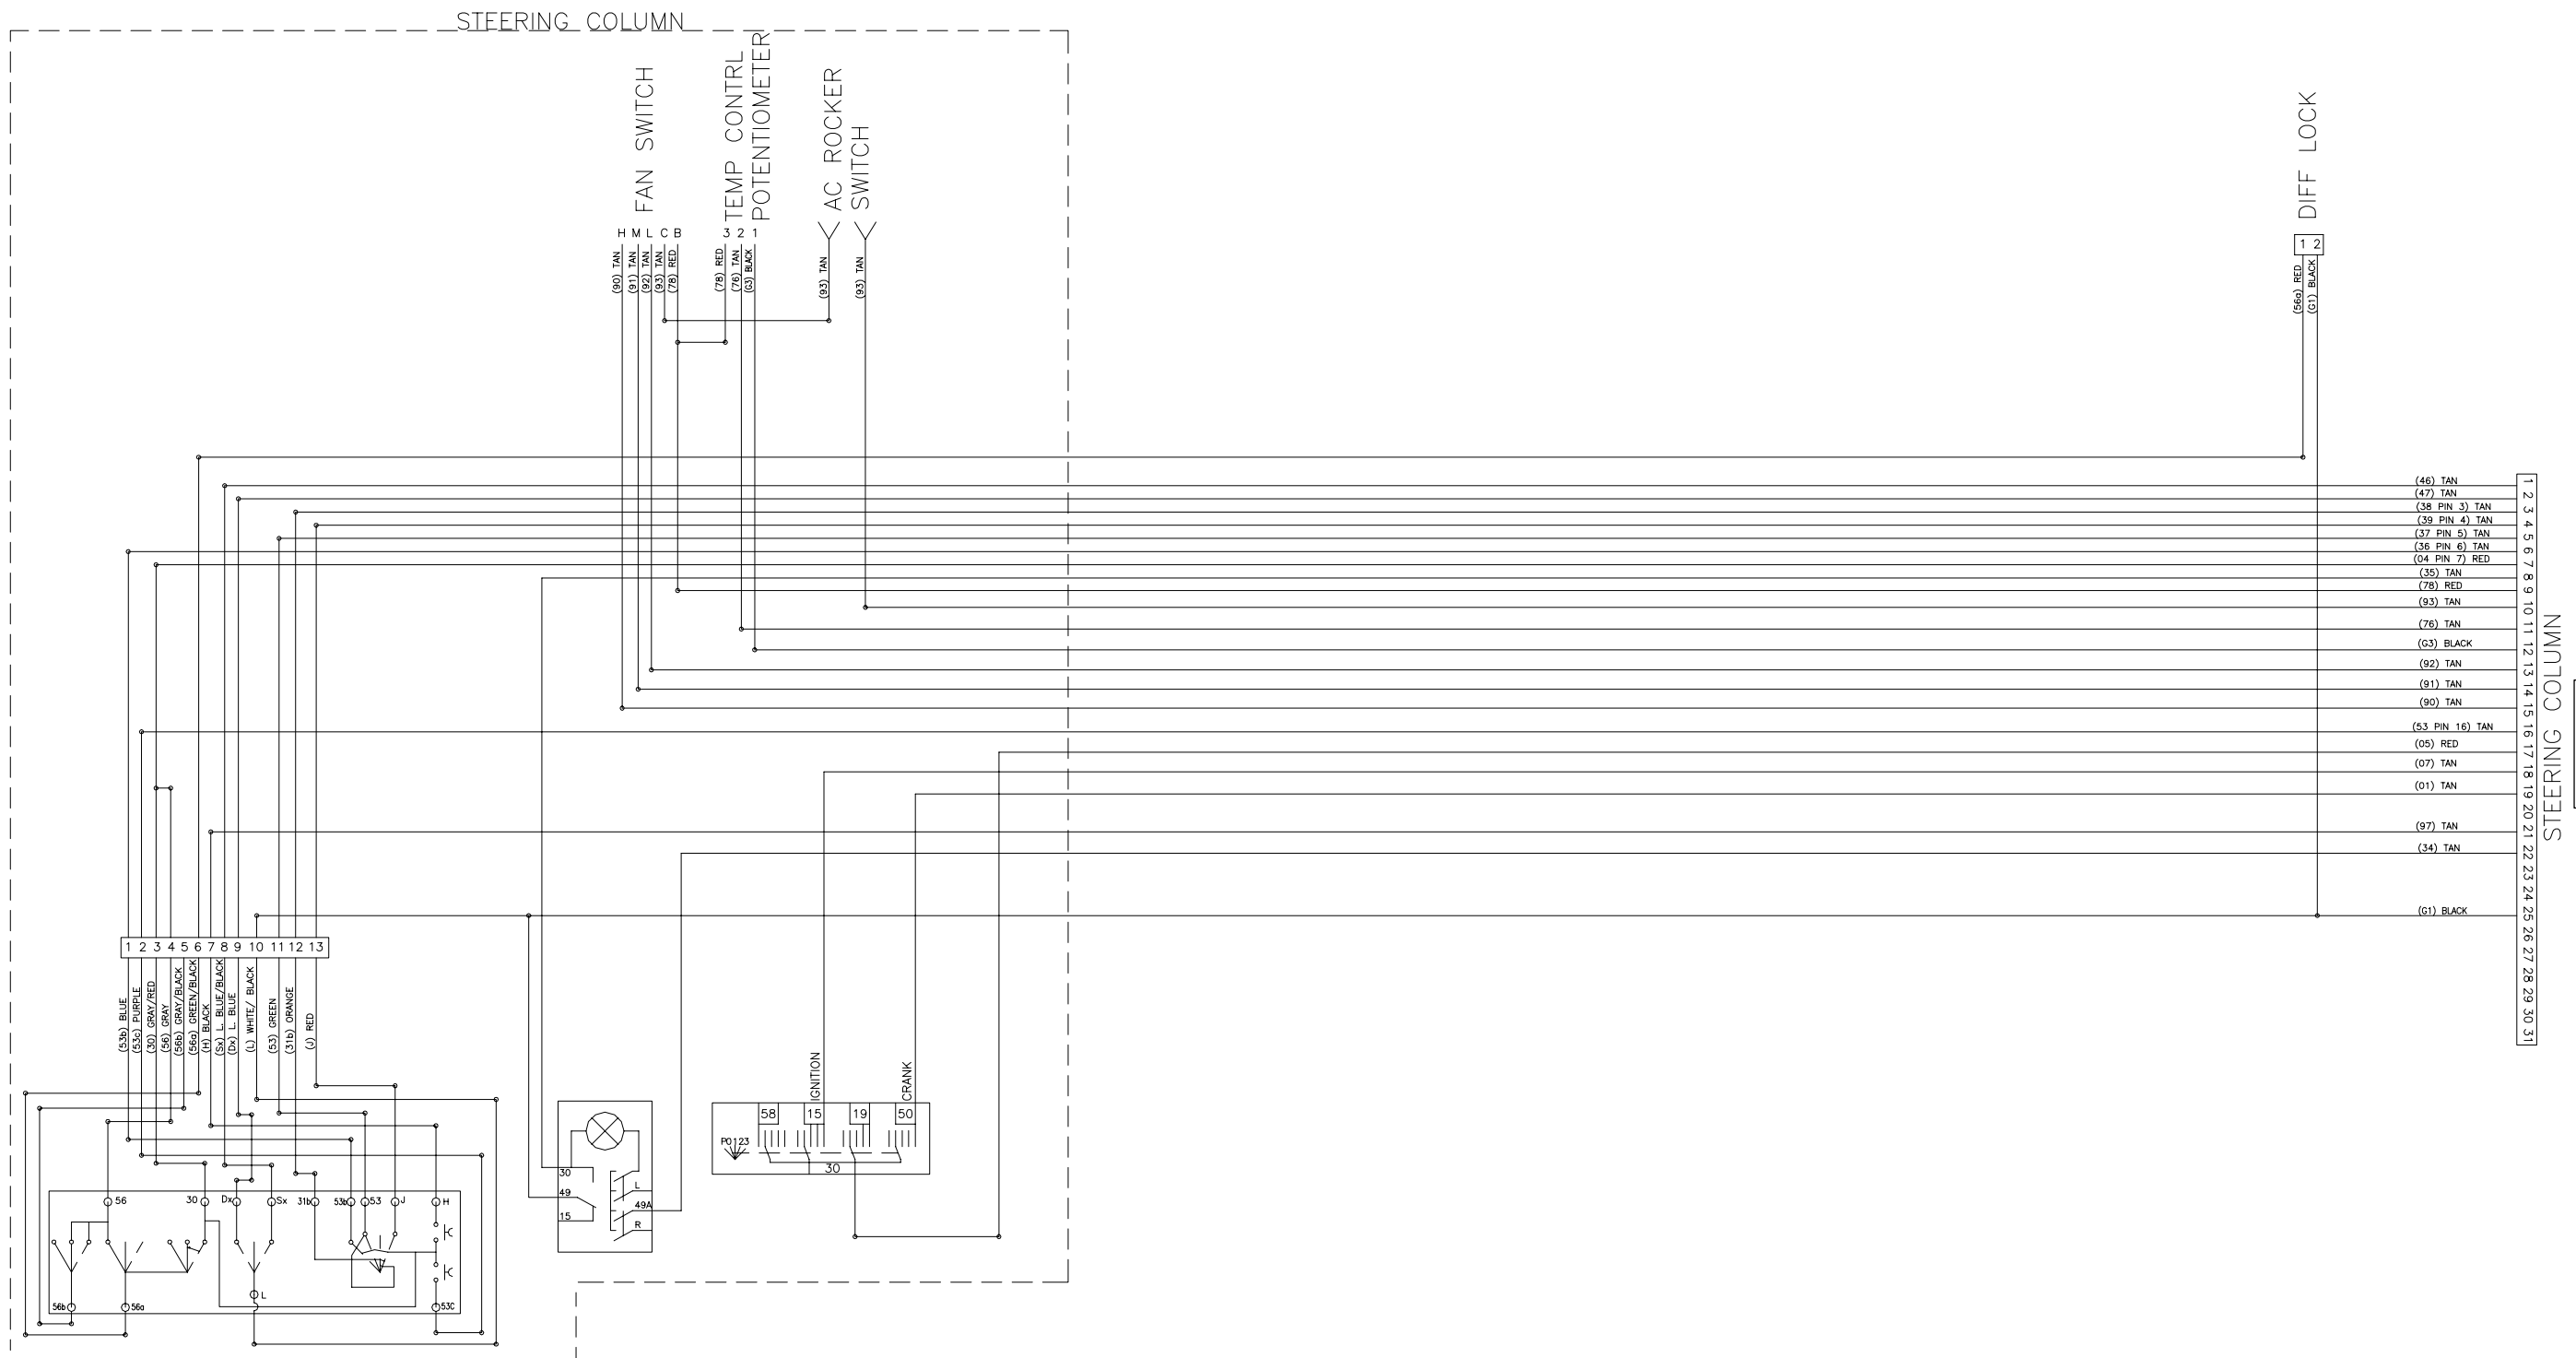 STEERING COLUMN
FAN SWITCH
TEMP CONTRL
POTENTIOMETER
AC ROCKER
SWITCH
DIFF LOCK
H M L C B
3 2 1
1 2
(90) TAN
(91) TAN
(92) TAN
(93) TAN
(78) RED
(78) RED
(76) TAN
(G3) BLACK
(93) TAN
(93) TAN
(56a) RED
(G1) BLACK
(46) TAN
(47) TAN
(38 PIN 3) TAN
(39 PIN 4) TAN
(37 PIN 5) TAN
(36 PIN 6) TAN
(04 PIN 7) RED
(35) TAN
(78) RED
(93) TAN
(76) TAN
(G3) BLACK
(92) TAN
(91) TAN
(90) TAN
(53 PIN 16) TAN
(05) RED
(07) TAN
(01) TAN
(97) TAN
(34) TAN
(G1) BLACK
1 2 3 4 5 6 7 8 9 10 11 12 13 14 15 16 17 18 19 20 21 22 23 24 25 26 27 28 29 30 31
STEERING COLUMN
1 2 3 4 5 6 7 8 9 10 11 12 13
(53b) BLUE
(53c) PURPLE
(30) GRAY/RED
(56) GRAY
(56b) GRAY/BLACK
(56a) GREEN/BLACK
(H) BLACK
(Sx) L. BLUE/BLACK
(Dx) L. BLUE
(L) WHITE/ BLACK
(53) GREEN
(31b) ORANGE
(J) RED
IGNITION
CRANK
58 15 19 50
P0123
30
30
49
15
L
49A
R
56 30 Dx Sx 31b 53b 53 J H
L
56b 56a 53C